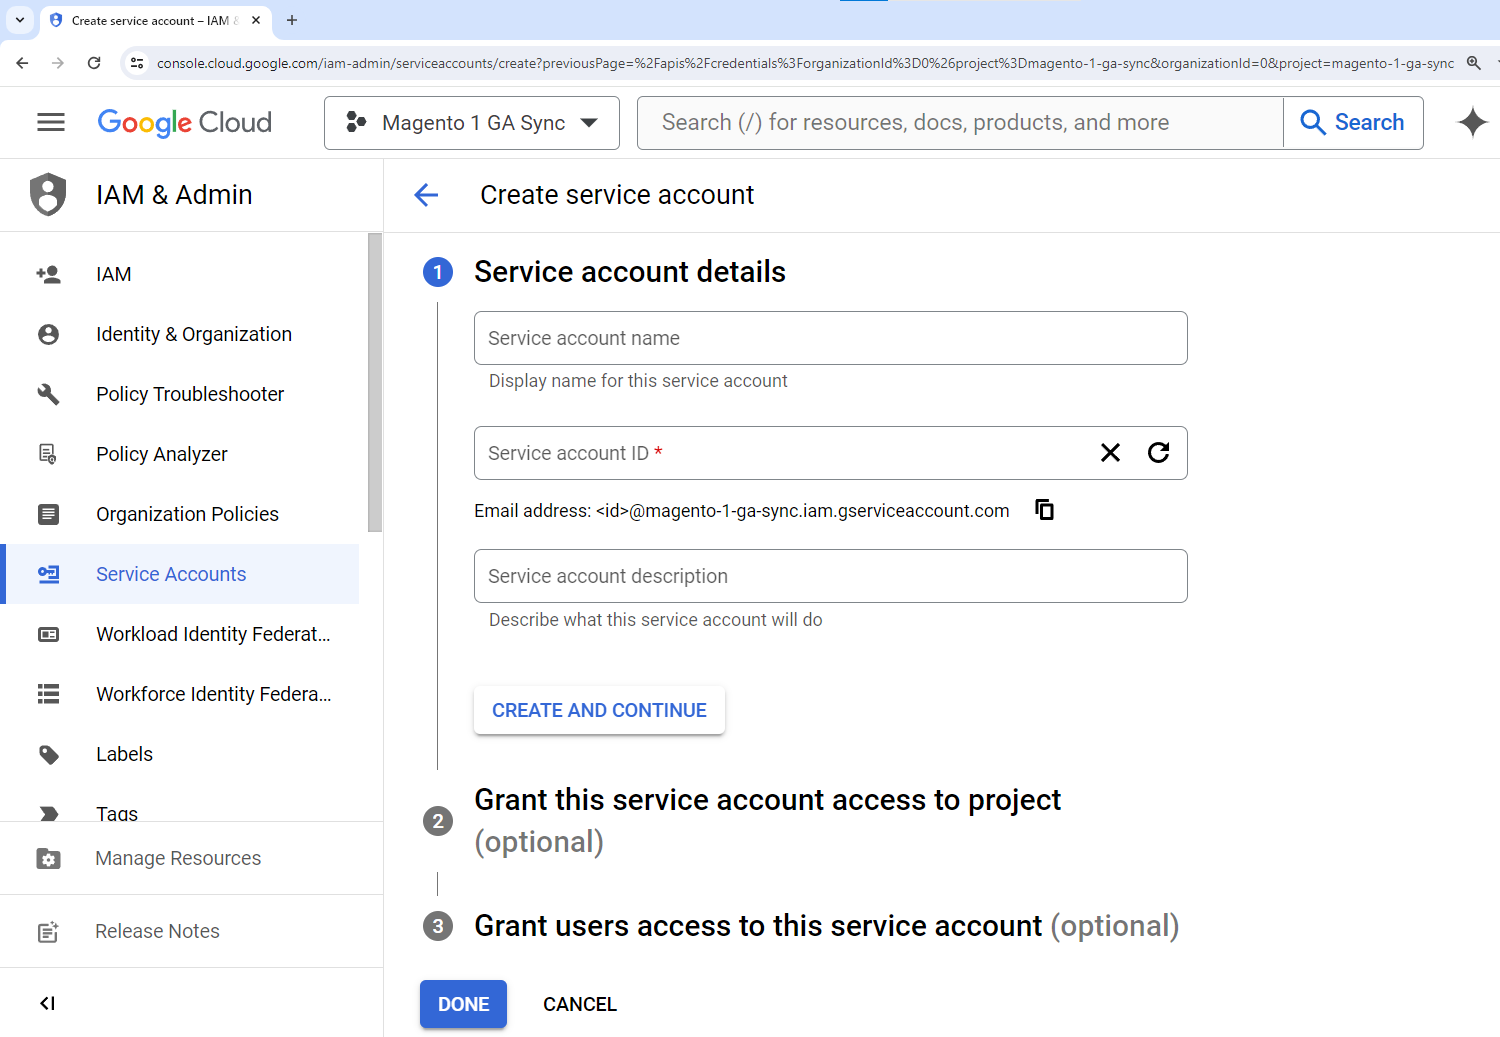 Create service account – IAM &
console.cloud.google.com/iam-admin/serviceaccounts/create?previousPage=%2Fapis%2Fcredentials%3ForganizationId%3D0%26project%3Dmagento-1-ga-sync&organizationId=0&project=magento-1-ga-sync
Google Cloud
Magento 1 GA Sync
Search (/) for resources, docs, products, and more
Search
IAM & Admin
Create service account
IAM
Identity & Organization
Policy Troubleshooter
Policy Analyzer
Organization Policies
Service Accounts
Workload Identity Federat...
Workforce Identity Federa...
Labels
Tags
Manage Resources
Release Notes
1 Service account details
Service account name
Display name for this service account
Service account ID *
Email address: <id>@magento-1-ga-sync.iam.gserviceaccount.com
Service account description
Describe what this service account will do
CREATE AND CONTINUE
2 Grant this service account access to project
(optional)
3 Grant users access to this service account (optional)
DONE CANCEL